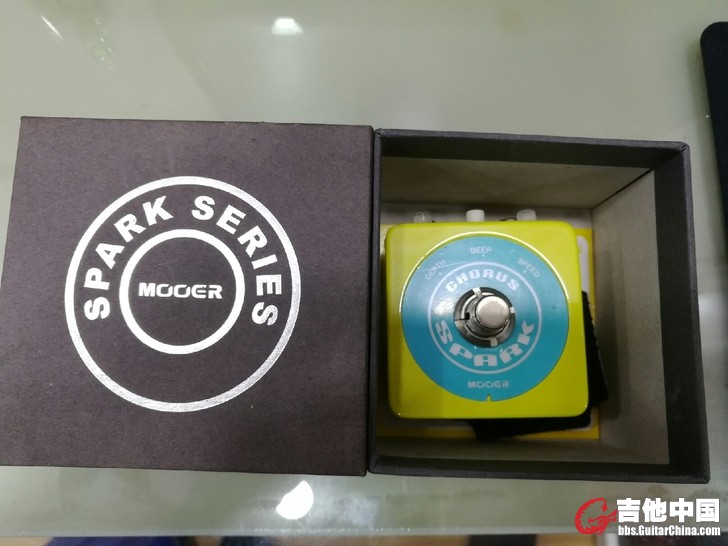 SPARK SERIES
MOOER
DEPTH
DEEP
SPEED
CHORUS
SPARK
MOOER
吉他中国
bbs.GuitarChina.com